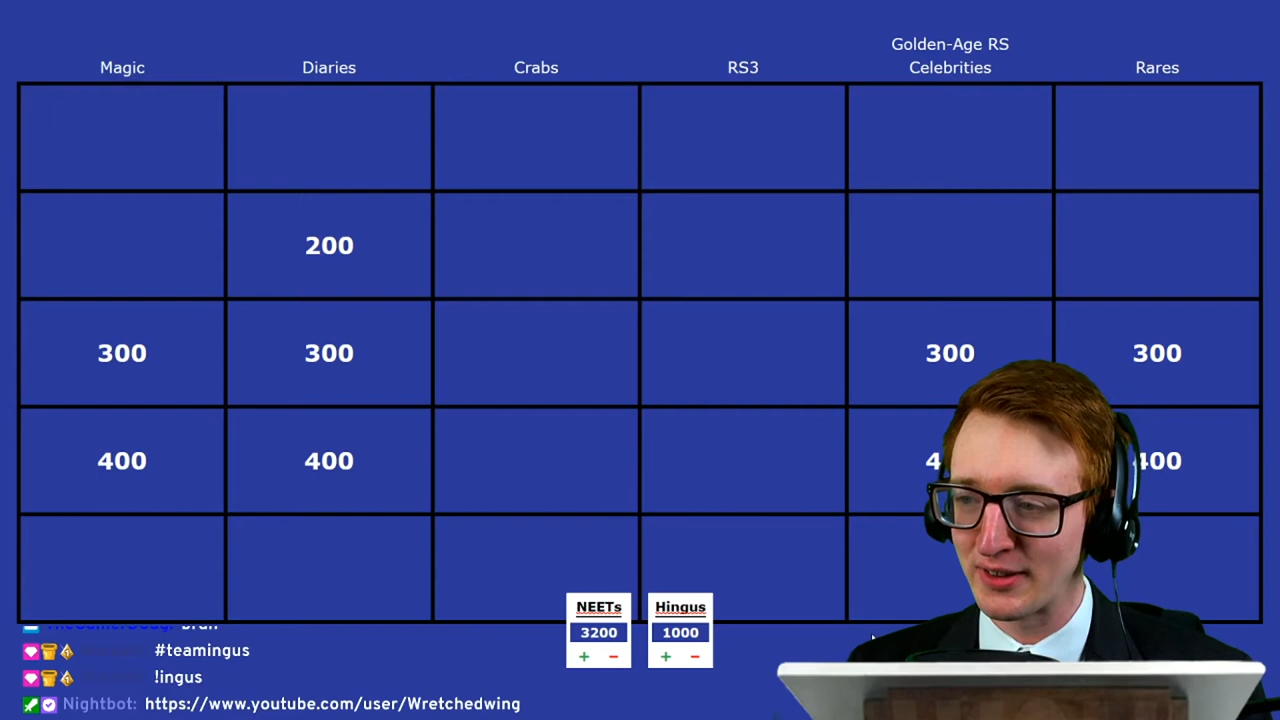 Golden-Age RS
Magic Diaries Crabs RS3 Celebrities Rares
200
300 300 300 300
400 400 400
NEETs Hingus
3200 1000
+ − + −
#teamingus
!ingus
Nightbot: https://www.youtube.com/user/Wretchedwing